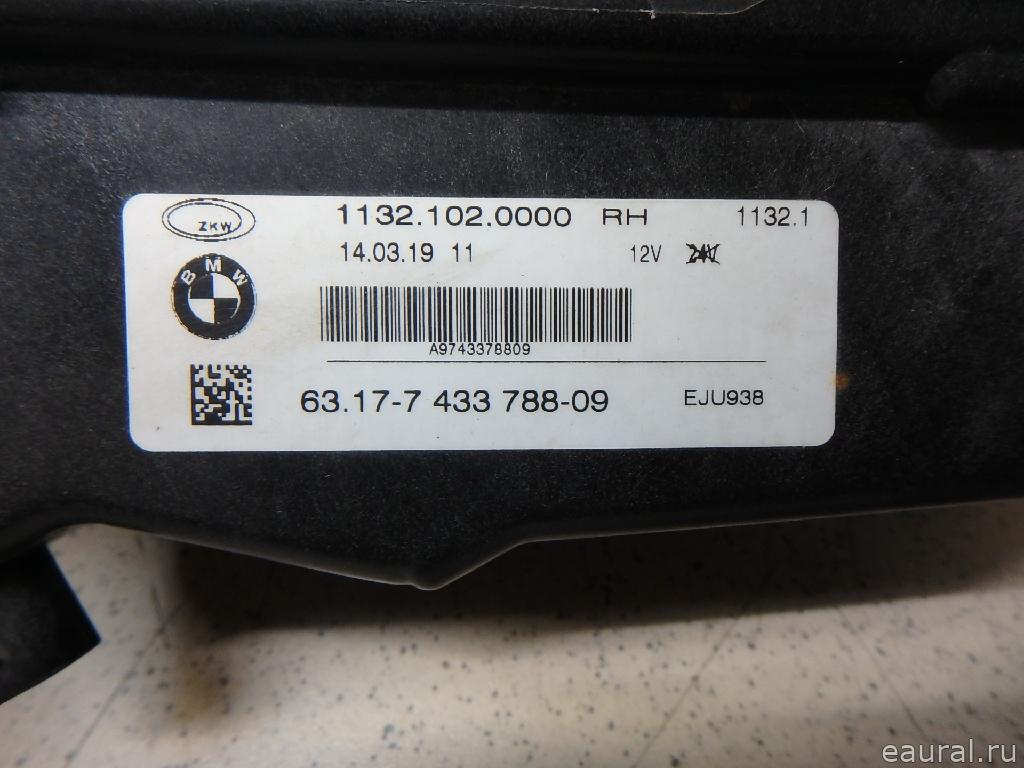 ZKW 1132.102.0000 RH 1132.1
14.03.19 11 12V 24V
BMW
A9743378809
63.17-7 433 788-09 EJU938
eaural.ru